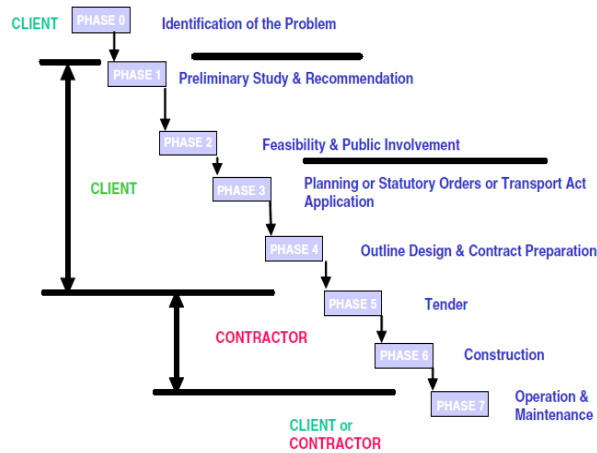 CLIENT PHASE 0 Identification of the Problem
PHASE 1 Preliminary Study & Recommendation
PHASE 2 Feasibility & Public Involvement
CLIENT PHASE 3 Planning or Statutory Orders or Transport Act
Application
PHASE 4 Outline Design & Contract Preparation
PHASE 5 Tender
CONTRACTOR
PHASE 6 Construction
PHASE 7 Operation &
Maintenance
CLIENT or
CONTRACTOR